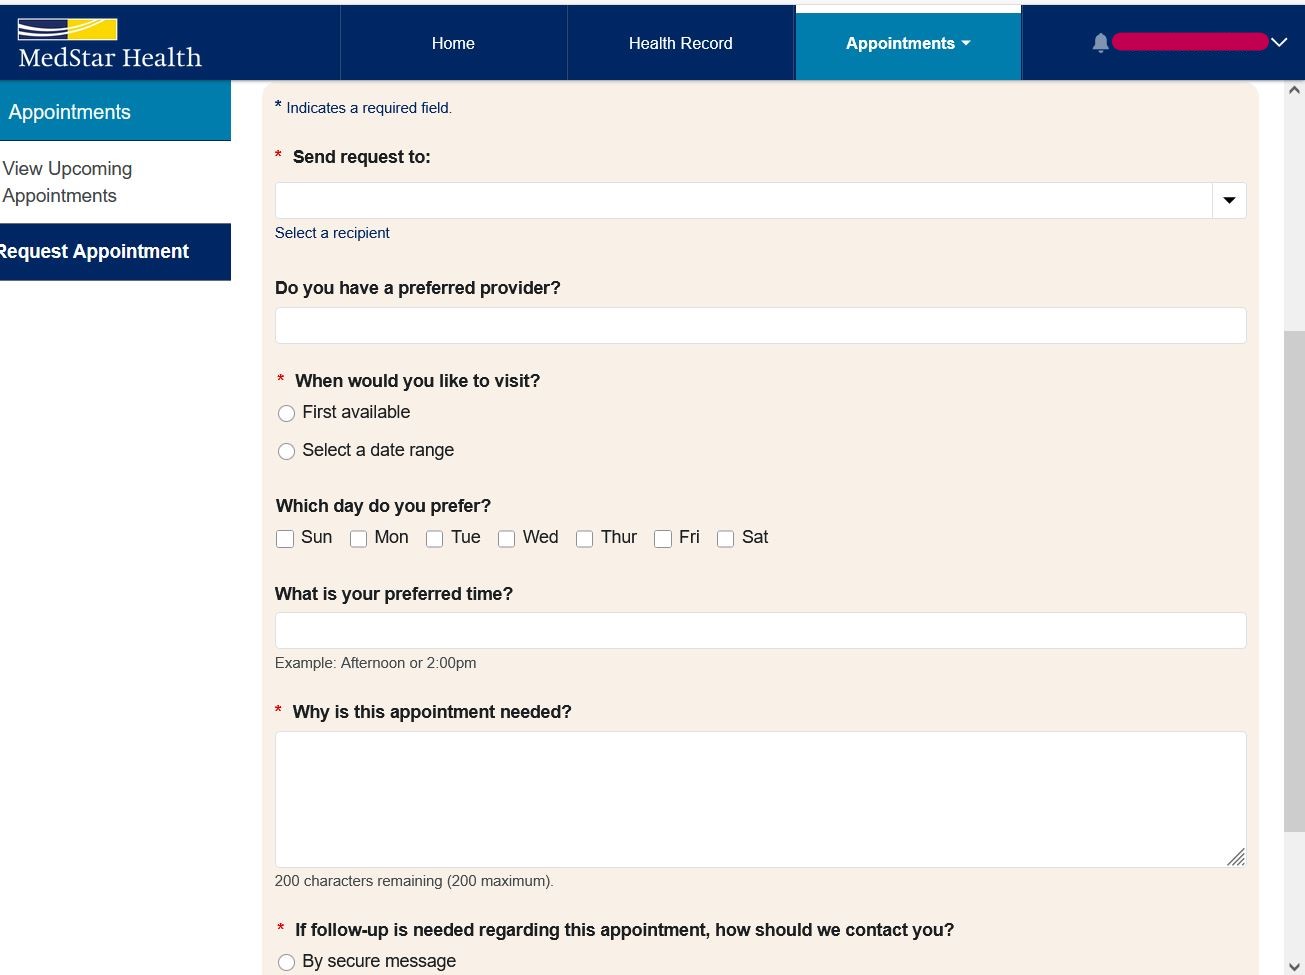 MedStar Health
Home
Health Record
Appointments
Appointments
View Upcoming
Appointments
Request Appointment
* Indicates a required field.
* Send request to:
Select a recipient
Do you have a preferred provider?
* When would you like to visit?
First available
Select a date range
Which day do you prefer?
Sun Mon Tue Wed Thur Fri Sat
What is your preferred time?
Example: Afternoon or 2:00pm
* Why is this appointment needed?
200 characters remaining (200 maximum).
* If follow-up is needed regarding this appointment, how should we contact you?
By secure message